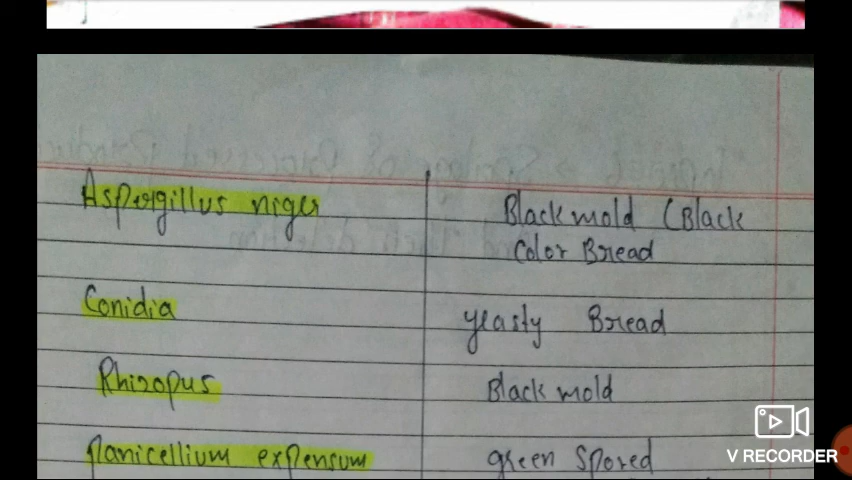 Aspergillus niger Black mold (Black
Color Bread
Conidia yeasty Bread
Rhizopus Black mold
Panicellium expensum green Spored
V RECORDER